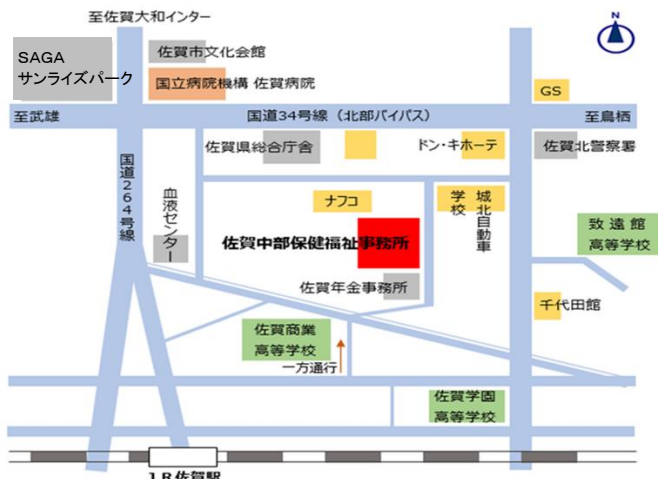 至佐賀大和インター
N
SAGA
サンライズパーク
佐賀市文化会館
国立病院機構 佐賀病院
GS
至武雄
国道34号線（北部バイパス）
至鳥栖
佐賀県総合庁舎
ドン・キホーテ
佐賀北警察署
国道264号線
血液センター
ナフコ
城北自動車
学校
致遠館
高等学校
佐賀中部保健福祉事務所
佐賀年金事務所
千代田館
佐賀商業
高等学校
一方通行
佐賀学園
高等学校
JR佐賀駅